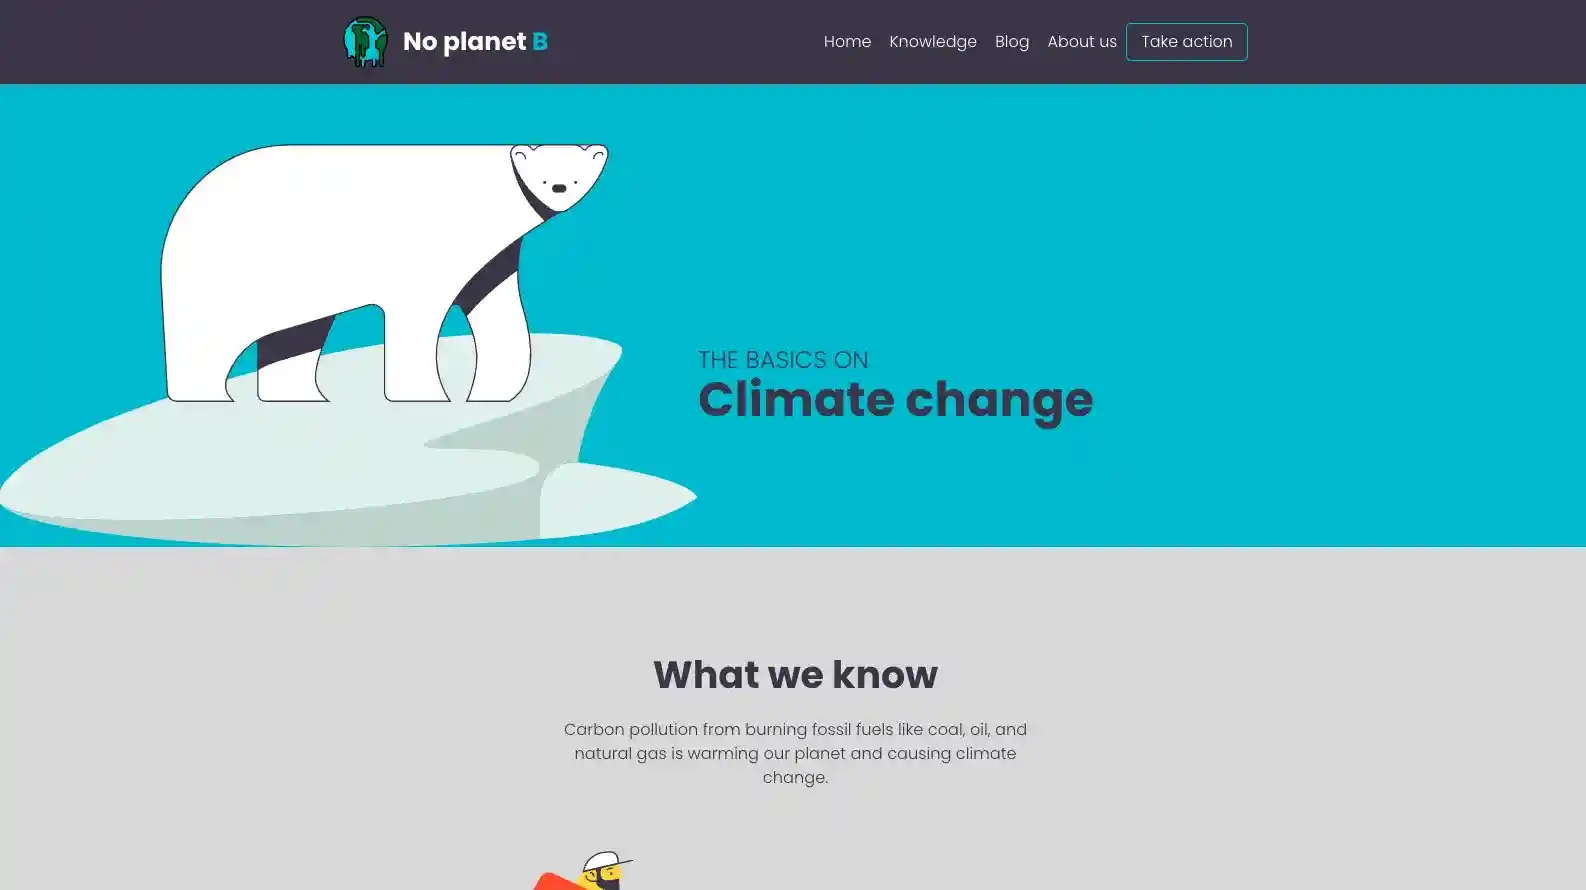 No planet B
Home Knowledge Blog About us Take action
THE BASICS ON
Climate change
What we know
Carbon pollution from burning fossil fuels like coal, oil, and
natural gas is warming our planet and causing climate
change.